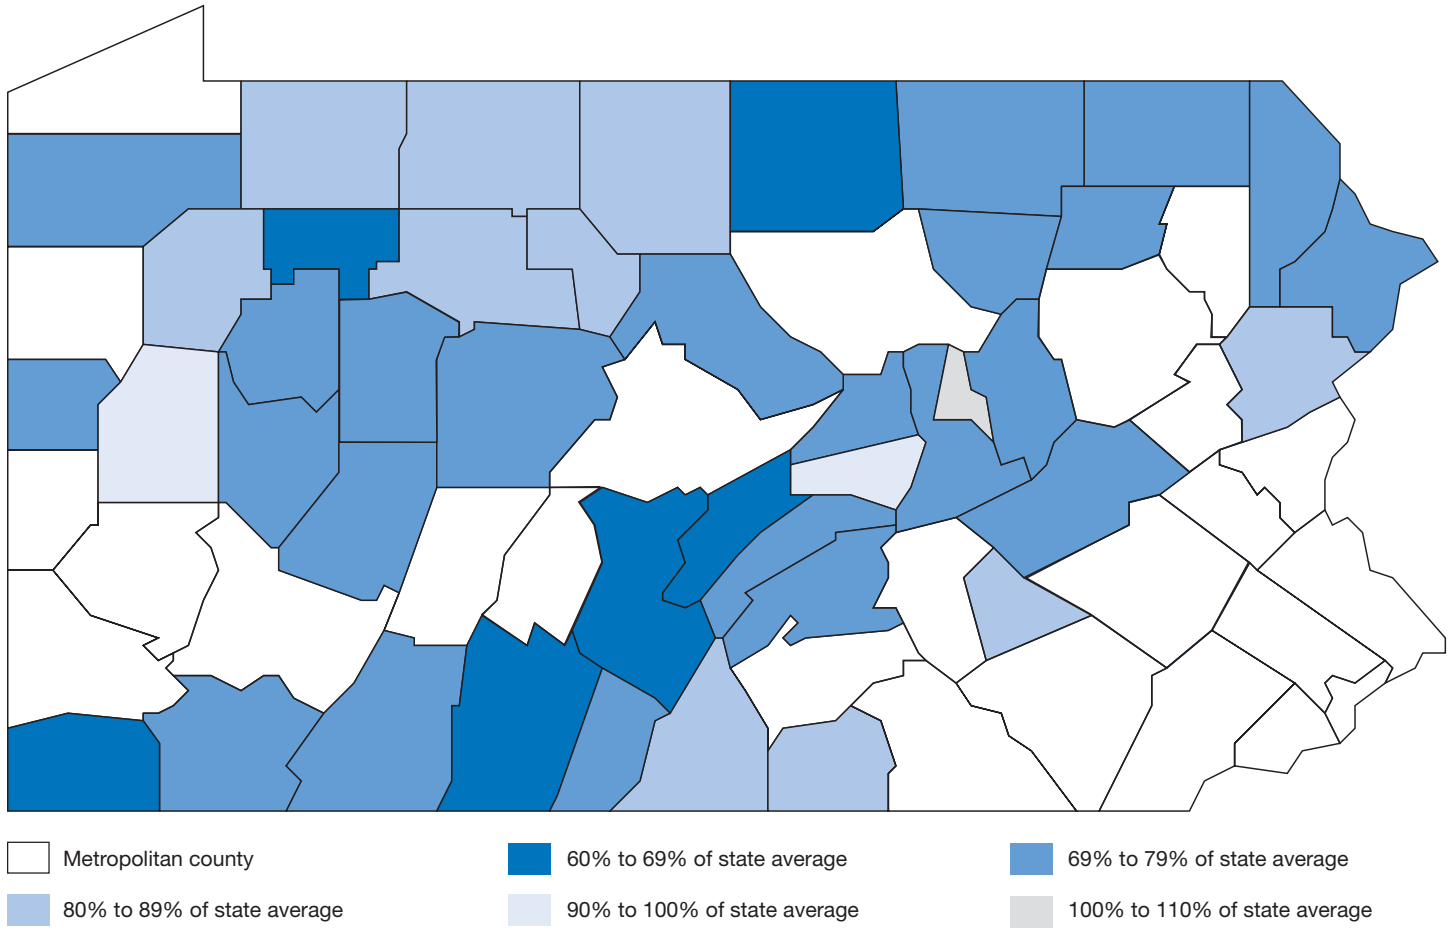 Metropolitan county
60% to 69% of state average
69% to 79% of state average
80% to 89% of state average
90% to 100% of state average
100% to 110% of state average